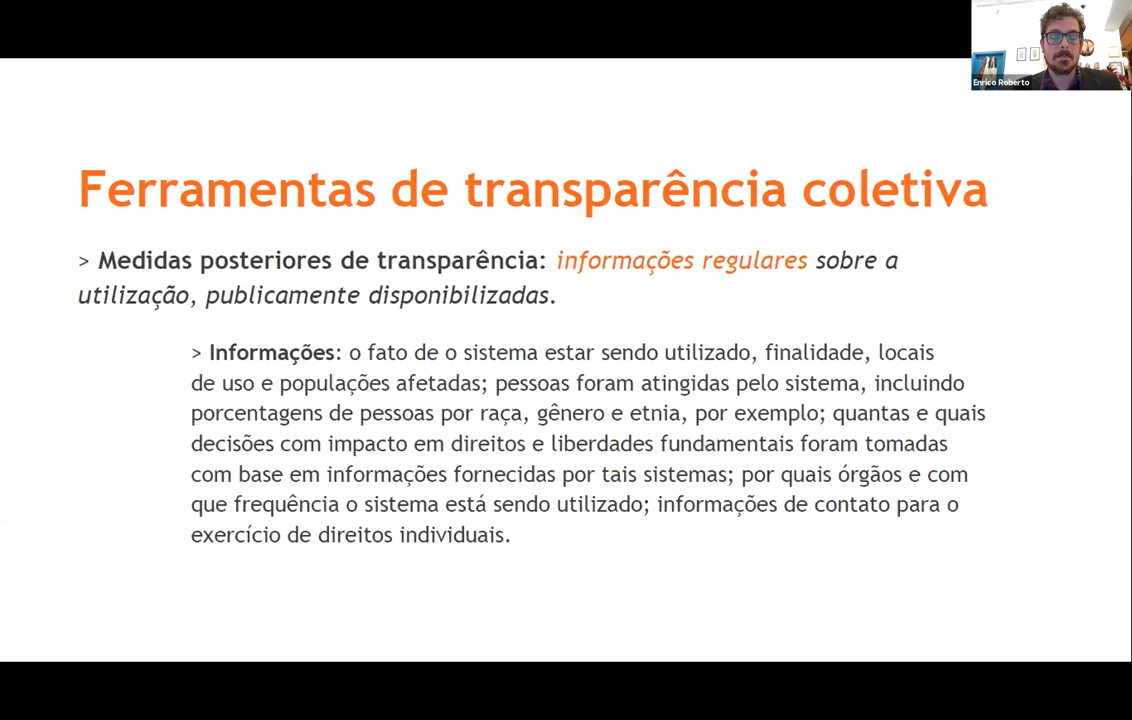 Enrico Roberto
Ferramentas de transparência coletiva
> Medidas posteriores de transparência: informações regulares sobre a
utilização, publicamente disponibilizadas.
> Informações: o fato de o sistema estar sendo utilizado, finalidade, locais
de uso e populações afetadas; pessoas foram atingidas pelo sistema, incluindo
porcentagens de pessoas por raça, gênero e etnia, por exemplo; quantas e quais
decisões com impacto em direitos e liberdades fundamentais foram tomadas
com base em informações fornecidas por tais sistemas; por quais órgãos e com
que frequência o sistema está sendo utilizado; informações de contato para o
exercício de direitos individuais.